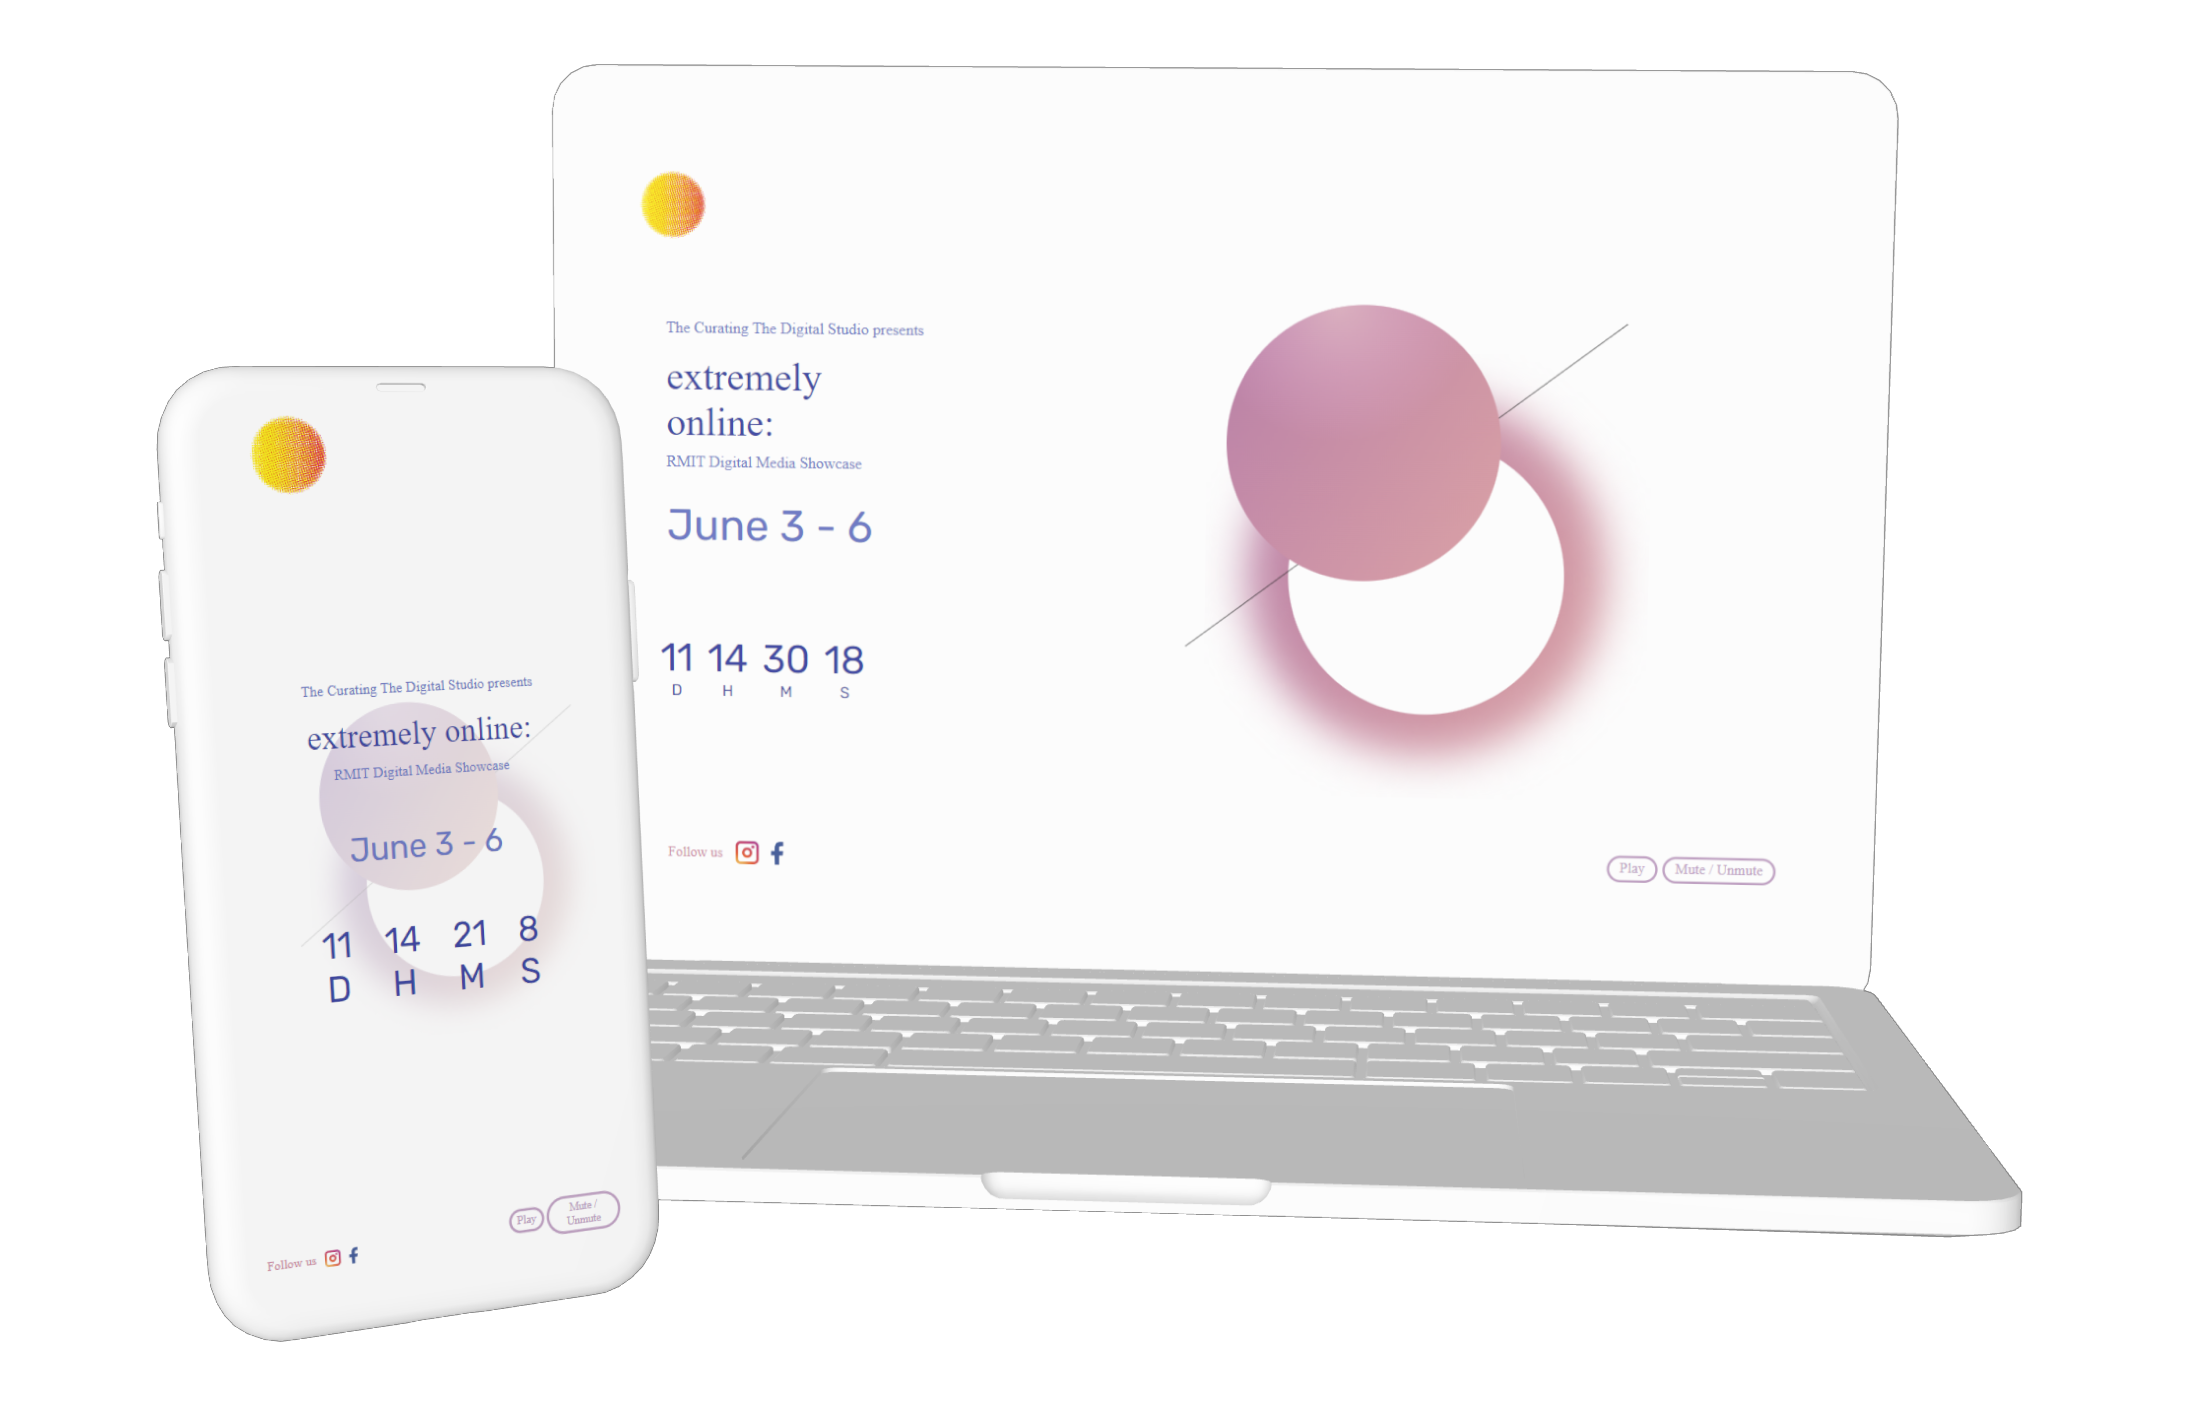 The Curating The Digital Studio presents
extremely
online:
RMIT Digital Media Showcase
June 3 - 6
11 14 30 18
D H M S
Follow us
Play Mute / Unmute
The Curating The Digital Studio presents
extremely online:
RMIT Digital Media Showcase
June 3 - 6
11 14 21 8
D H M S
Play Mute /
Unmute
Follow us